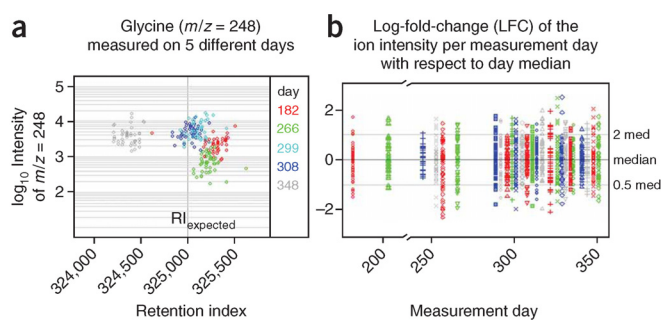 a
Glycine (m/z = 248)
measured on 5 different days
log10 Intensity
of m/z = 248
5
4
3
2
RIexpected
324,000
324,500
325,000
325,500
Retention index
day
182
266
299
308
348
b
Log-fold-change (LFC) of the
ion intensity per measurement day
with respect to day median
2
0
−2
2 med
median
0.5 med
200
250
300
350
Measurement day